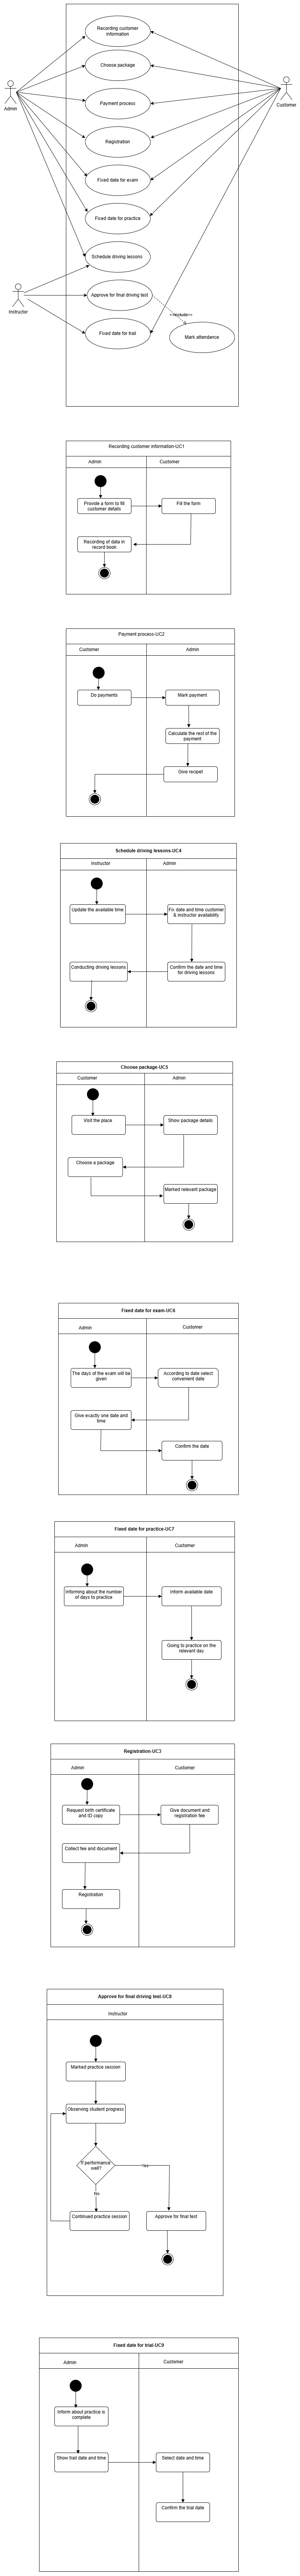 Recording customer
information
Choose package
Payment process
Admin
Customer
Registration
Fixed date for exam
Fixed date for practice
Schedule driving lessons
Approve for final driving test
Instructor
<<include>>
Fixed date for trail
Mark attendance
Recording customer information-UC1
Admin
Customer
Provide a form to fill
customer details
Fill the form
Recording of data in
record book
Payment process-UC2
Customer
Admin
Do payments
Mark payment
Calculate the rest of the
payment
Give recipet
Schedule driving lessons-UC4
Instructor
Admin
Update the available time
Fix date and time customer
& instructor availability
Conducting driving lessons
Confirm the date and time
for driving lessons
Choose package-UC5
Customer
Admin
Visit the place
Show package details
Choose a package
Marked relevant package
Fixed date for exam-UC6
Admin
Customer
The days of the exam will be
given
According to date select
convenient date
Give exactly one date and
time
Confirm the date
Fixed date for practice-UC7
Admin
Customer
Informing about the number
of days to practice
Inform available date
Going to practice on the
relevant day
Registration-UC3
Admin
Customer
Request birth certificate
and ID copy
Give document and
registration fee
Collect fee and document
Registration
Approve for final driving test-UC8
Instructor
Marked practice session
Observing student progress
If performance
well?
Yes
No
Continued practice session
Approve for final test
Fixed date for trial-UC9
Admin
Customer
Inform about practice is
complete
Show trail date and time
Select date and time
Confirm the trial date